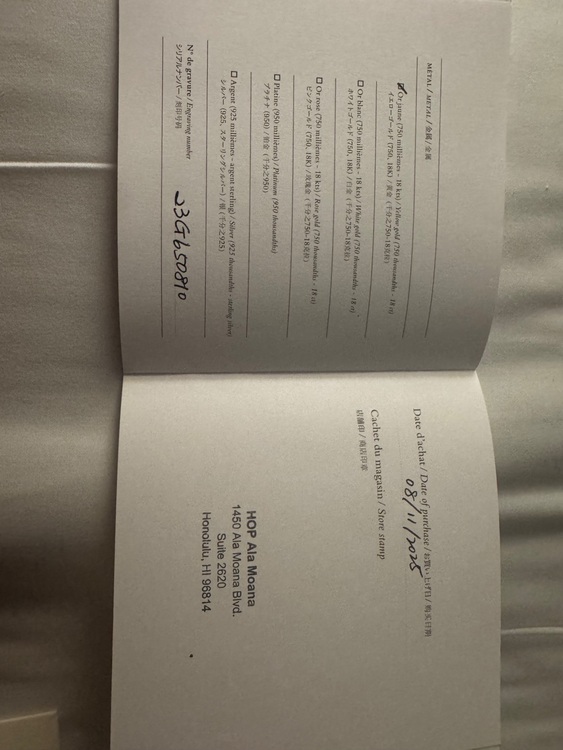 MÉTAL / METAL / 金属 / 金属
☑ Or jaune (750 millièmes - 18 kts) / Yellow gold (750 thousandths - 18 ct)
イエローゴールド (750, 18K) / 黄金 (千分之750-18克拉)
☐ Or blanc (750 millièmes - 18 kts) / White gold (750 thousandths - 18 ct)
ホワイトゴールド (750, 18K) / 白金 (千分之750-18克拉)
☐ Or rose (750 millièmes - 18 kts) / Rose gold (750 thousandths - 18 ct)
ピンクゴールド (750, 18K) / 玫瑰金 (千分之750-18克拉)
☐ Platine (950 millièmes) / Platinum (950 thousandths)
プラチナ (950) / 铂金 (千分之950)
☐ Argent (925 millièmes - argent sterling) / Silver (925 thousandths - sterling silver)
シルバー (925, スターリングシルバー) / 银 (千分之925)
N° de gravure / Engraving number
シリアルナンバー / 刻印号码
23G650890
Date d'achat / Date of purchase / お買い上げ日 / 购买日期
08/11/2025
Cachet du magasin / Store stamp
店舗印 / 商店印章
HOP Ala Moana
1450 Ala Moana Blvd.
Suite 2620
Honolulu, HI 96814